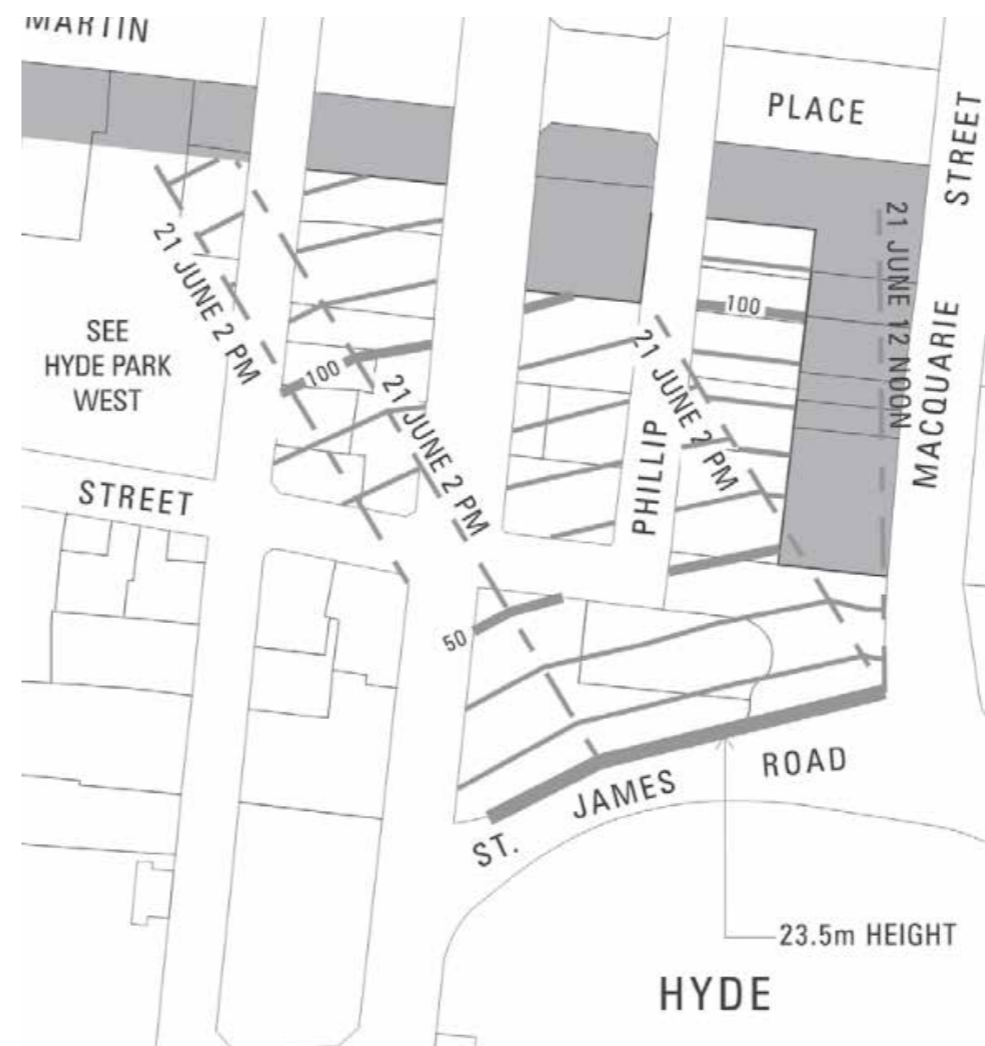 MARTIN
PLACE
STREET
21 JUNE 12 NOON
MACQUARIE
21 JUNE 2 PM
SEE
HYDE PARK
WEST
100
100
21 JUNE 2 PM
21 JUNE 2 PM
PHILLIP
STREET
50
ST.
JAMES
ROAD
23.5m HEIGHT
HYDE